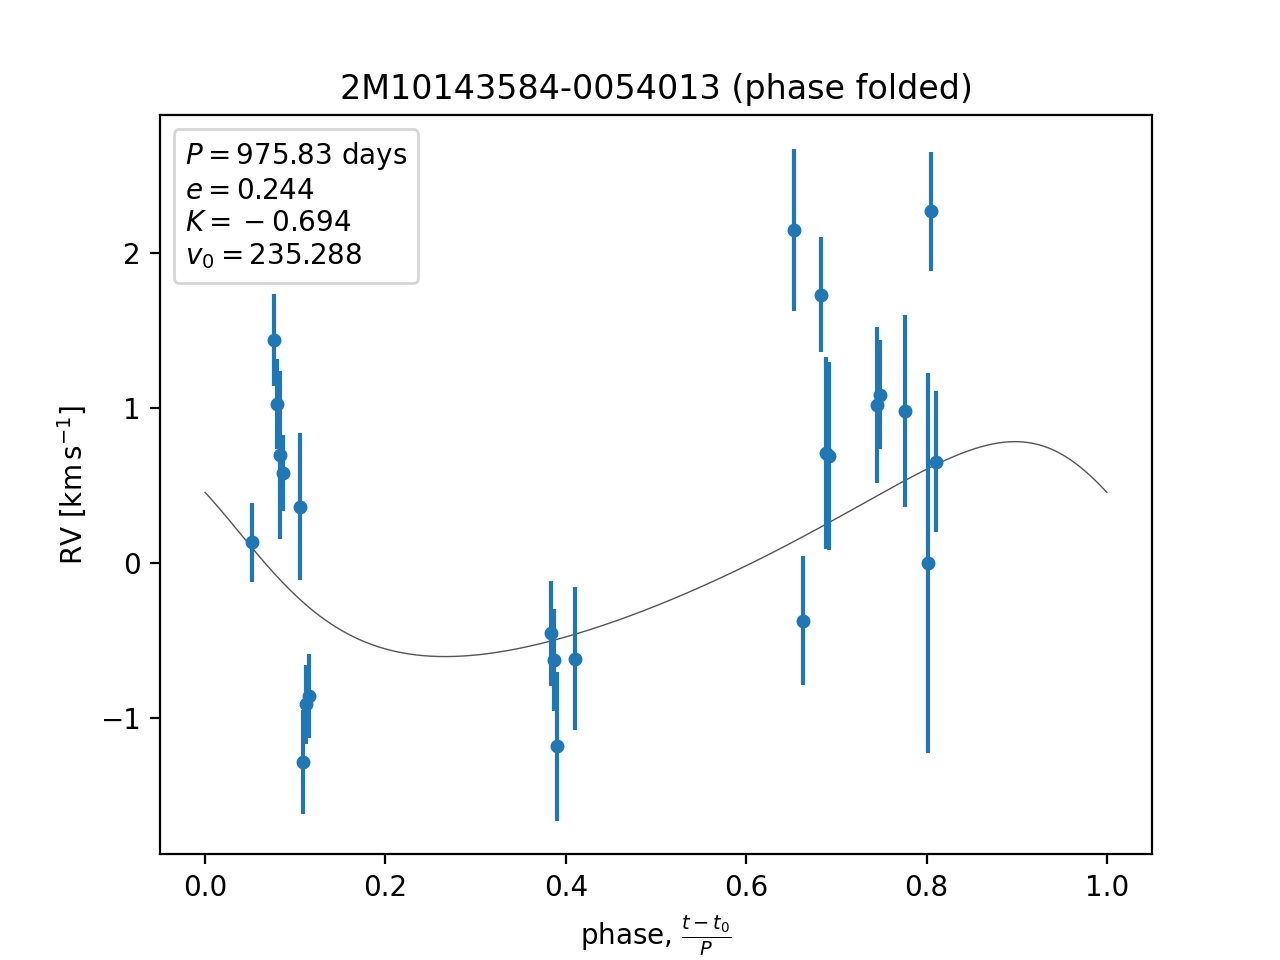 2M10143584-0054013 (phase folded)
P = 975.83 days
e = 0.244
K = −0.694
v₀ = 235.288
2
1
0
−1
RV [km s⁻¹]
0.0 0.2 0.4 0.6 0.8 1.0
phase, (t − t₀)/P